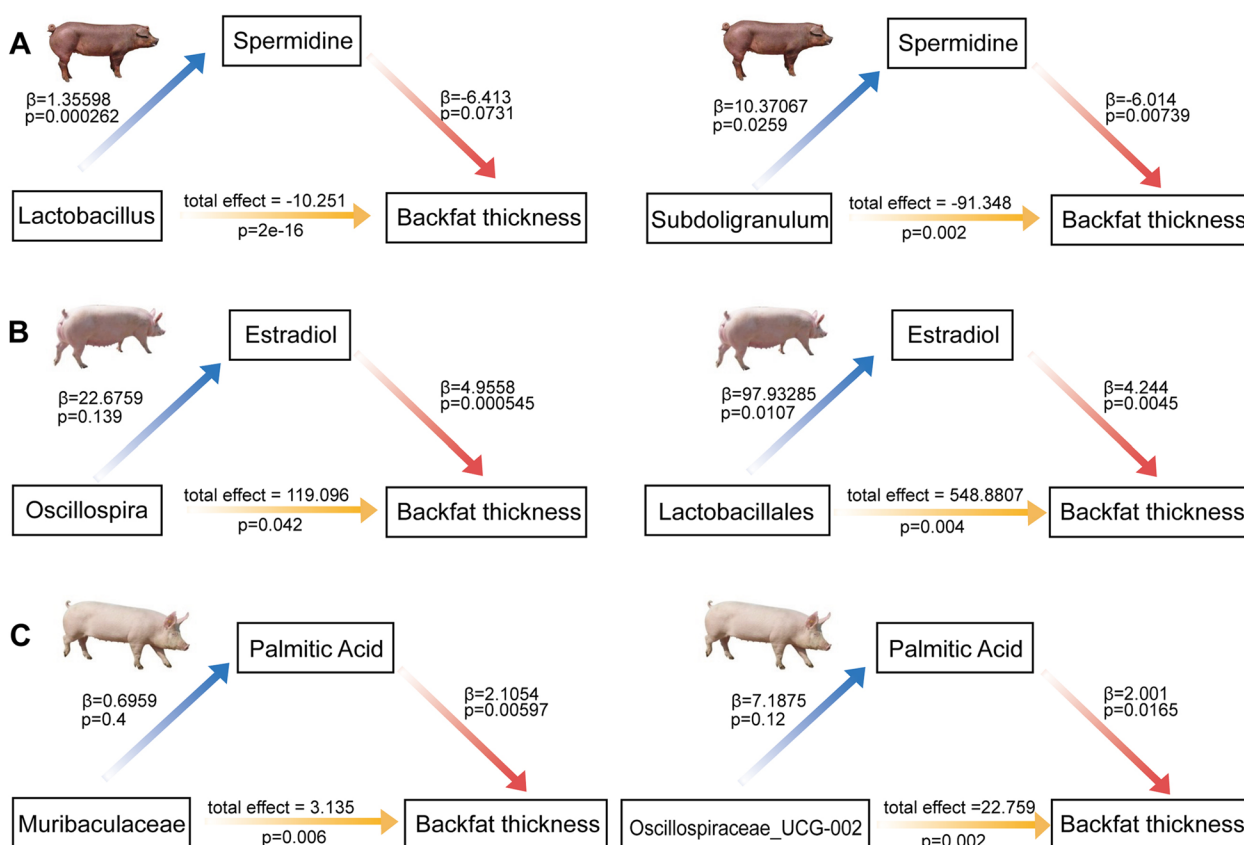 A
Spermidine
β=1.35598
p=0.000262
β=-6.413
p=0.0731
Lactobacillus
total effect = -10.251
p=2e-16
Backfat thickness
Spermidine
β=10.37067
p=0.0259
β=-6.014
p=0.00739
Subdoligranulum
total effect = -91.348
p=0.002
Backfat thickness
B
Estradiol
β=22.6759
p=0.139
β=4.9558
p=0.000545
Oscillospira
total effect = 119.096
p=0.042
Backfat thickness
Estradiol
β=97.93285
p=0.0107
β=4.244
p=0.0045
Lactobacillales
total effect = 548.8807
p=0.004
Backfat thickness
C
Palmitic Acid
β=0.6959
p=0.4
β=2.1054
p=0.00597
Muribaculaceae
total effect = 3.135
p=0.006
Backfat thickness
Palmitic Acid
β=7.1875
p=0.12
β=2.001
p=0.0165
Oscillospiraceae_UCG-002
total effect =22.759
p=0.002
Backfat thickness